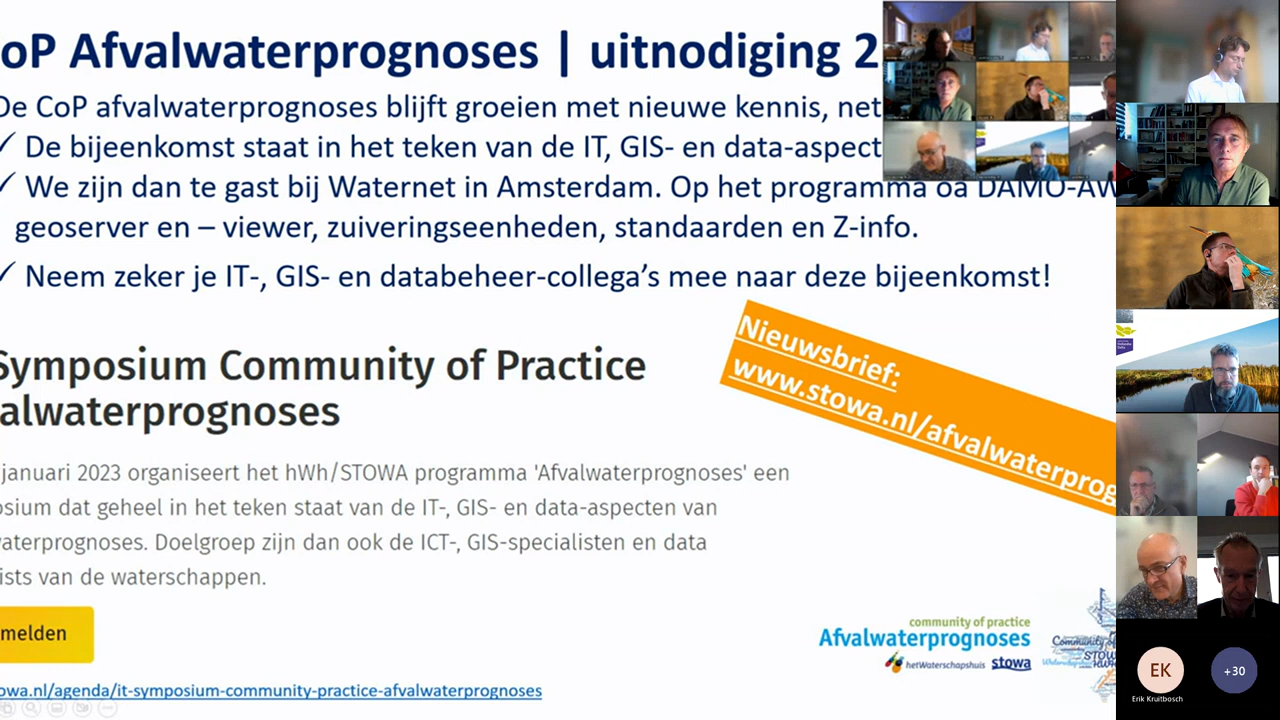 oP Afvalwaterprognoses | uitnodiging 2
De CoP afvalwaterprognoses blijft groeien met nieuwe kennis, net
✓ De bijeenkomst staat in het teken van de IT, GIS- en data-aspect
✓ We zijn dan te gast bij Waternet in Amsterdam. Op het programma oa DAMO-AW
geoserver en – viewer, zuiveringseenheden, standaarden en Z-info.
✓ Neem zeker je IT-, GIS- en databeheer-collega's mee naar deze bijeenkomst!
Nieuwsbrief:
www.stowa.nl/afvalwaterprog
Symposium Community of Practice
alwaterprognoses
januari 2023 organiseert het hWh/STOWA programma 'Afvalwaterprognoses' een
osium dat geheel in het teken staat van de IT-, GIS- en data-aspecten van
vaterprognoses. Doelgroep zijn dan ook de ICT-, GIS-specialisten en data
ists van de waterschappen.
melden
owa.nl/agenda/it-symposium-community-practice-afvalwaterprognoses
community of practice
Afvalwaterprognoses
hetWaterschapshuis stowa
Community of
STOWA
EK
+30
Erik Kruitbosch